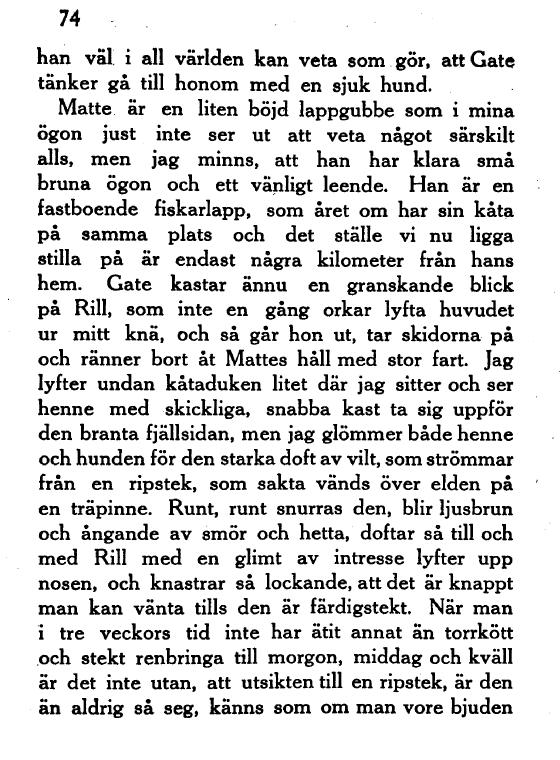 74
han väl i all världen kan veta som gör, att Gate
tänker gå till honom med en sjuk hund.
Matte är en liten böjd lappgubbe som i mina
ögon just inte ser ut att veta något särskilt
alls, men jag minns, att han har klara små
bruna ögon och ett vänligt leende. Han är en
fastboende fiskarlapp, som året om har sin kåta
på samma plats och det ställe vi nu ligga
stilla på är endast några kilometer från hans
hem. Gate kastar ännu en granskande blick
på Rill, som inte en gång orkar lyfta huvudet
ur mitt knä, och så går hon ut, tar skidorna på
och ränner bort åt Mattes håll med stor fart. Jag
lyfter undan kåtaduken litet där jag sitter och ser
henne med skickliga, snabba kast ta sig uppför
den branta fjällsidan, men jag glömmer både henne
och hunden för den starka doft av vilt, som strömmar
från en ripstek, som sakta vänds över elden på
en träpinne. Runt, runt snurras den, blir ljusbrun
och ångande av smör och hetta, doftar så till och
med Rill med en glimt av intresse lyfter upp
nosen, och knastrar så lockande, att det är knappt
man kan vänta tills den är färdigstekt. När man
i tre veckors tid inte har ätit annat än torrkött
och stekt renbringa till morgon, middag och kväll
är det inte utan, att utsikten till en ripstek, är den
än aldrig så seg, känns som om man vore bjuden